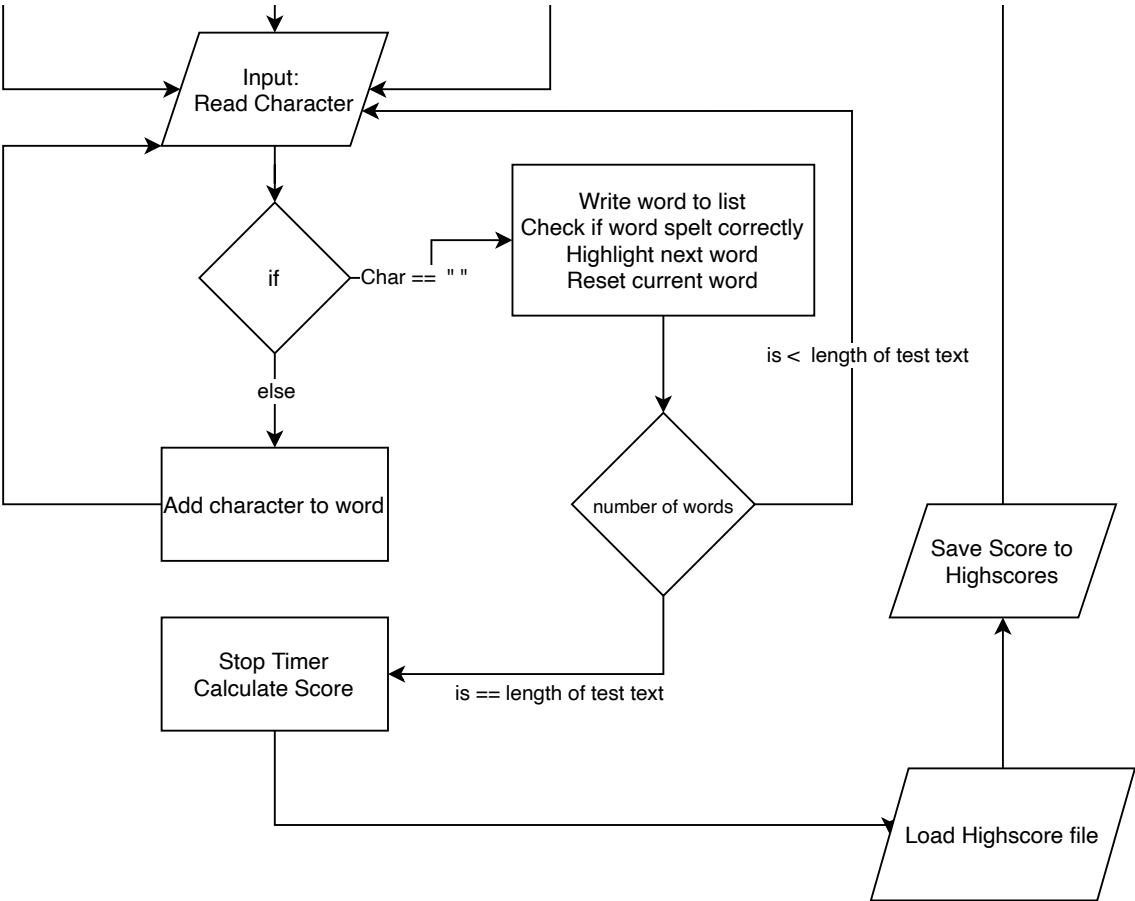 Input:
Read Character
if
Char == " "
Write word to list
Check if word spelt correctly
Highlight next word
Reset current word
is < length of test text
else
Add character to word
number of words
Save Score to
Highscores
Stop Timer
Calculate Score
is == length of test text
Load Highscore file